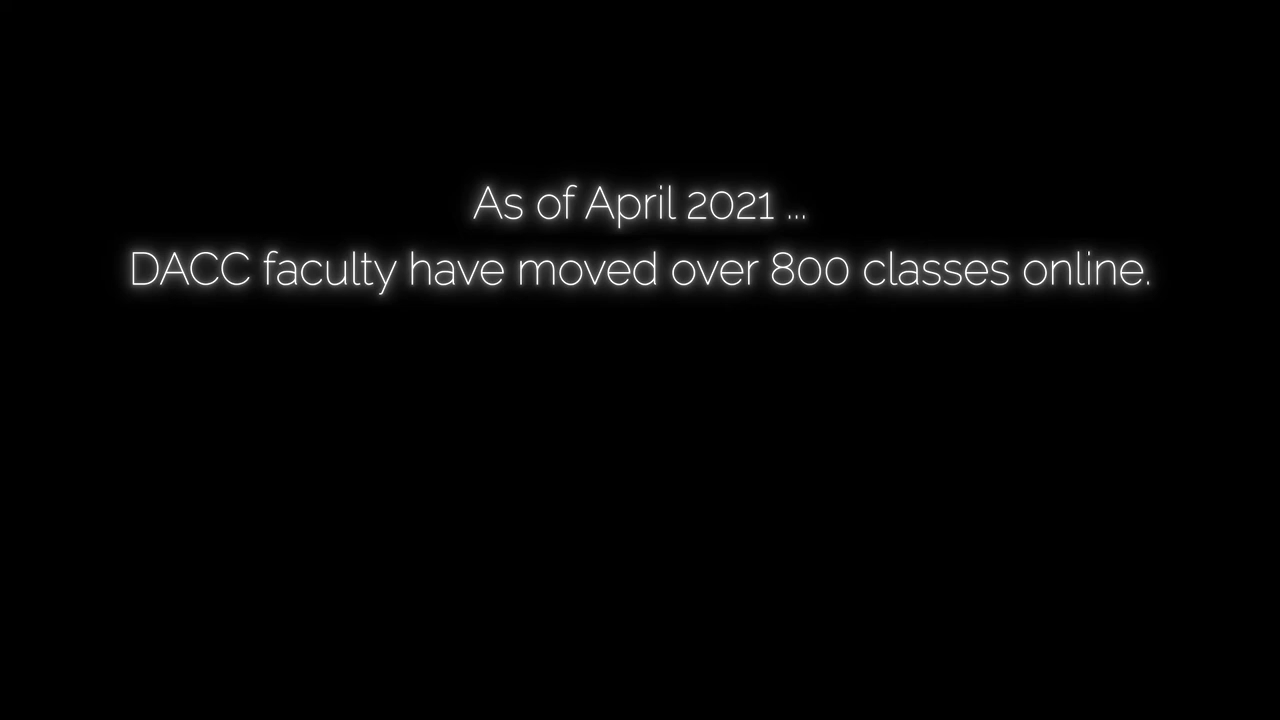 As of April 2021 ...
DACC faculty have moved over 800 classes online.